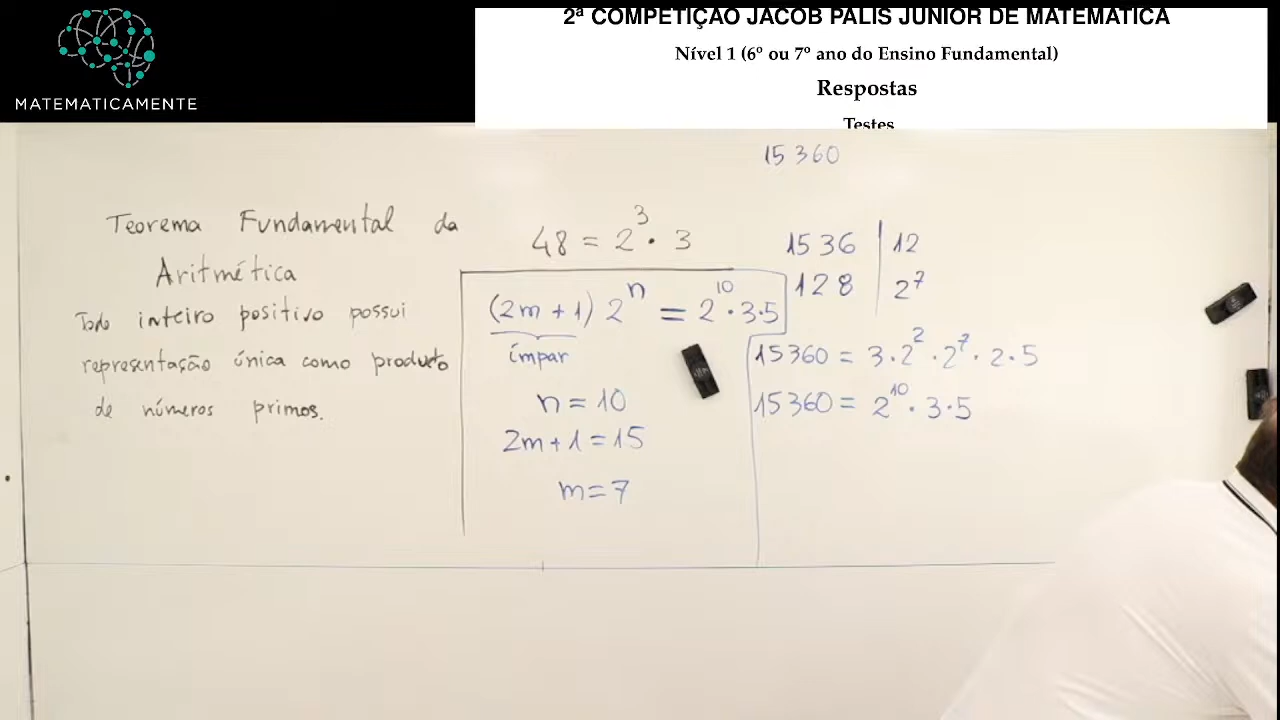 MATEMATICAMENTE
2ª COMPETIÇÃO JACOB PALIS JÚNIOR DE MATEMÁTICA
Nível 1 (6º ou 7º ano do Ensino Fundamental)
Respostas
Testes
Teorema Fundamental da
Aritmética
Todo inteiro positivo possui
representação única como produto
de números primos.
48 = 2³ · 3
(2m + 1) 2ⁿ = 2¹⁰ · 3 · 5
ímpar
n = 10
2m + 1 = 15
m = 7
15 360
1536 | 12
128 | 2⁷
15360 = 3 · 2² · 2⁷ · 2 · 5
15360 = 2¹⁰ · 3 · 5